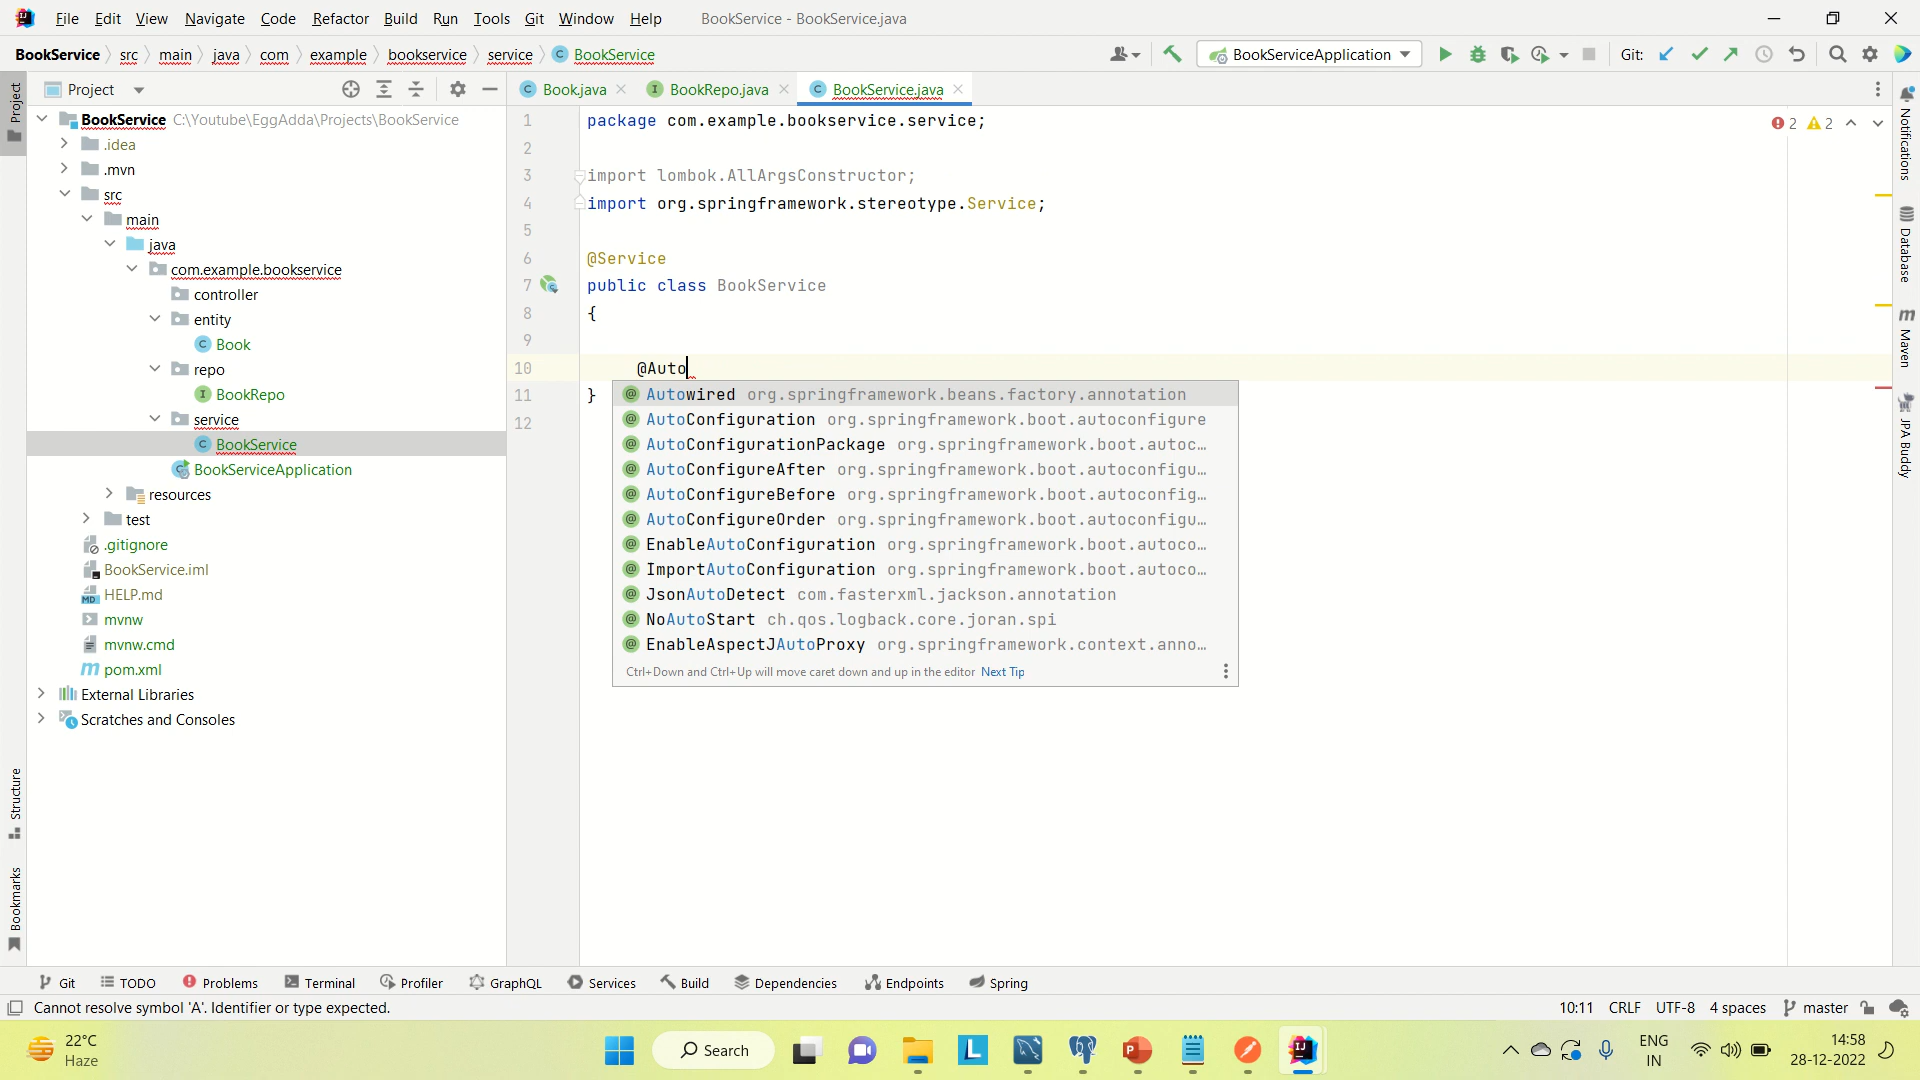 File Edit View Navigate Code Refactor Build Run Tools Git Window Help BookService - BookService.java
BookService src main java com example bookservice service BookService BookServiceApplication Git:
Project
Book.java BookRepo.java BookService.java
BookService C:\Youtube\EggAdda\Projects\BookService
.idea
.mvn
src
main
java
com.example.bookservice
controller
entity
Book
repo
BookRepo
service
BookService
BookServiceApplication
resources
test
.gitignore
BookService.iml
HELP.md
mvnw
mvnw.cmd
pom.xml
External Libraries
Scratches and Consoles
Project
Structure
Bookmarks
1 package com.example.bookservice.service;
2
3 import lombok.AllArgsConstructor;
4 import org.springframework.stereotype.Service;
5
6 @Service
7 public class BookService
8 {
9
10 @Auto
11 }
12
2 2
Autowired org.springframework.beans.factory.annotation
AutoConfiguration org.springframework.boot.autoconfigure
AutoConfigurationPackage org.springframework.boot.autoc…
AutoConfigureAfter org.springframework.boot.autoconfigu…
AutoConfigureBefore org.springframework.boot.autoconfig…
AutoConfigureOrder org.springframework.boot.autoconfigu…
EnableAutoConfiguration org.springframework.boot.autoco…
ImportAutoConfiguration org.springframework.boot.autoco…
JsonAutoDetect com.fasterxml.jackson.annotation
NoAutoStart ch.qos.logback.core.joran.spi
EnableAspectJAutoProxy org.springframework.context.anno…
Ctrl+Down and Ctrl+Up will move caret down and up in the editor Next Tip
Notifications
Database
Maven
JPA Buddy
Git TODO Problems Terminal Profiler GraphQL Services Build Dependencies Endpoints Spring
Cannot resolve symbol 'A'. Identifier or type expected. 10:11 CRLF UTF-8 4 spaces master
22°C
Haze
Search
ENG
IN
14:58
28-12-2022